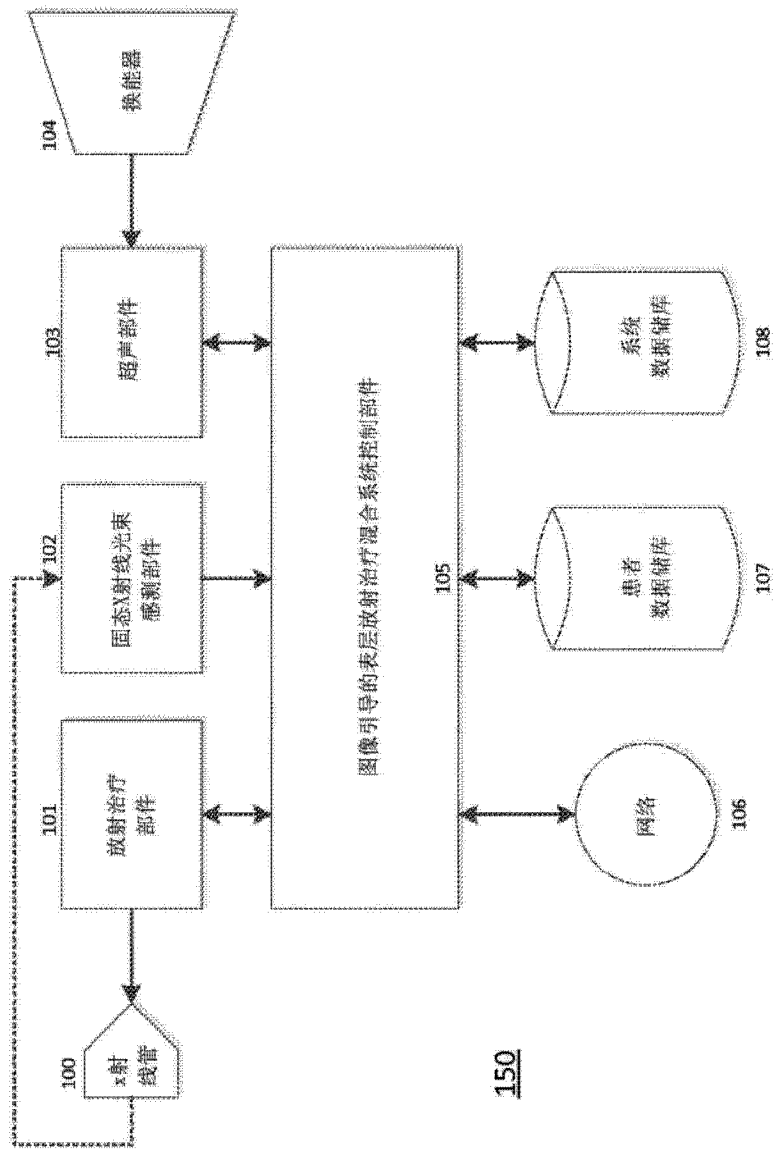 100
x射
线管
101
放射治疗
部件
102
固态X射线光束
感测部件
103
超声部件
104
换能器
图像引导的表层放射治疗混合系统控制部件
105
150
网络
106
患者
数据储库
107
系统
数据储库
108